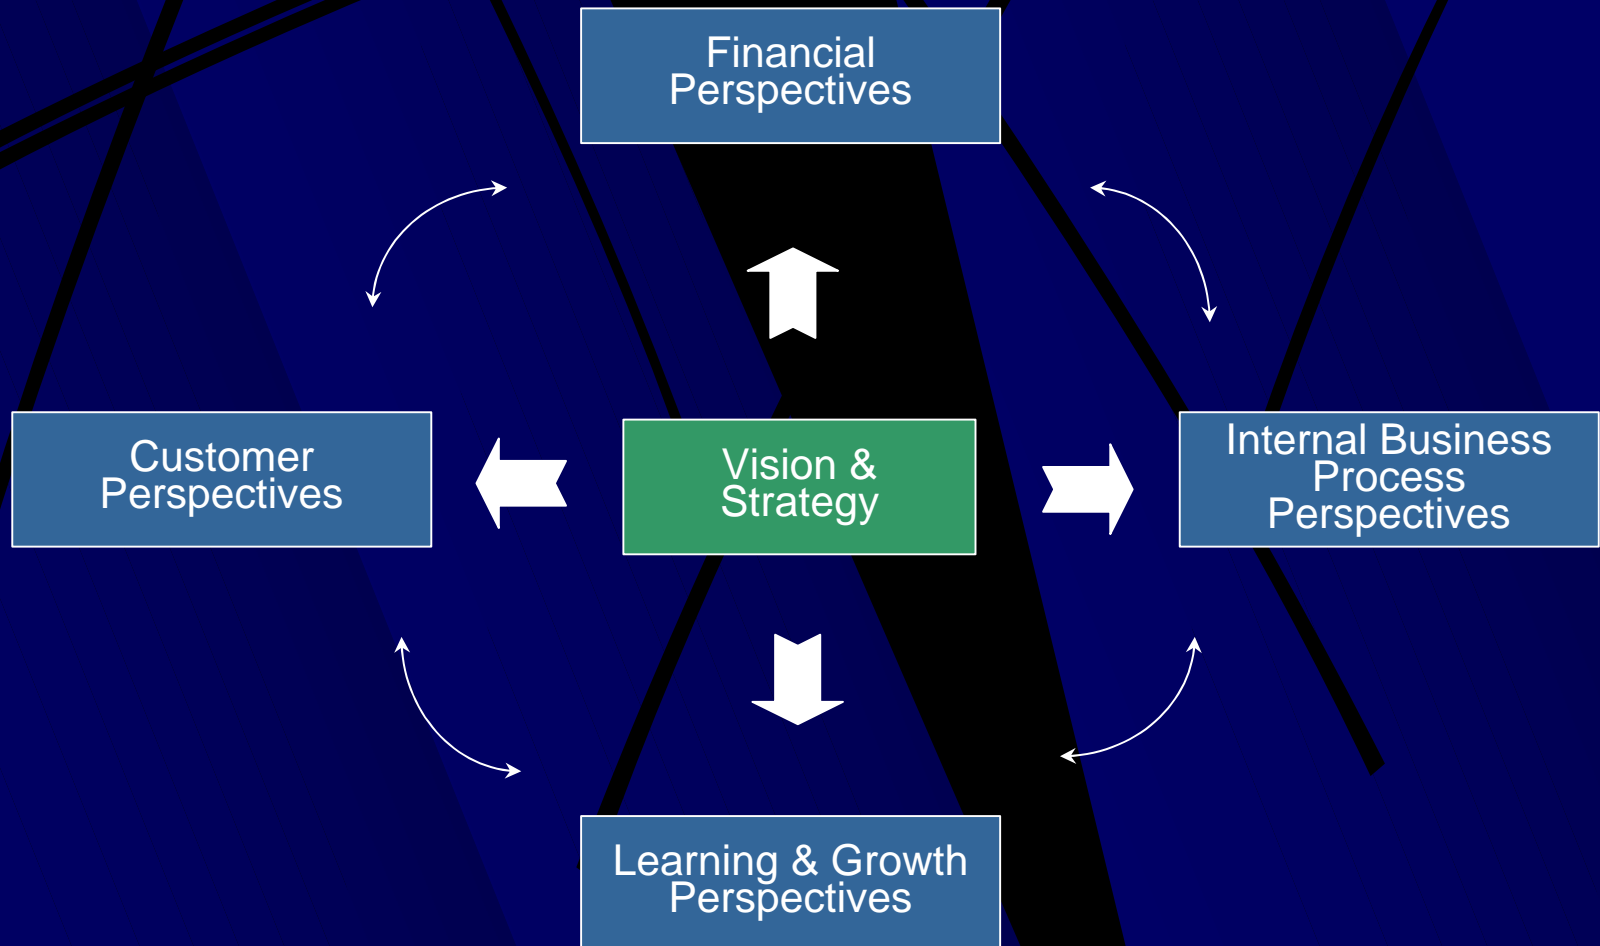 Financial
Perspectives
Customer
Perspectives
Vision &
Strategy
Internal Business
Process
Perspectives
Learning & Growth
Perspectives